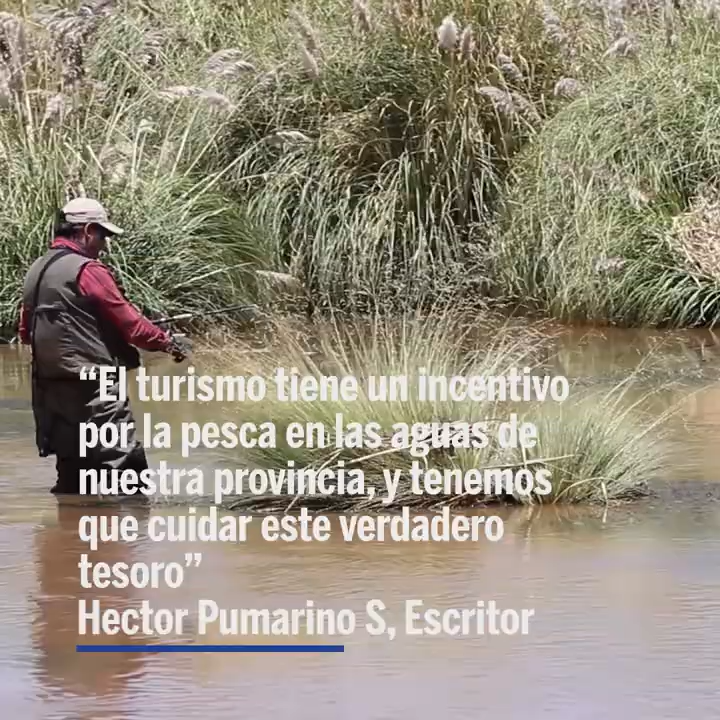 “El turismo tiene un incentivo
por la pesca en las aguas de
nuestra provincia, y tenemos
que cuidar este verdadero
tesoro”
Hector Pumarino S, Escritor